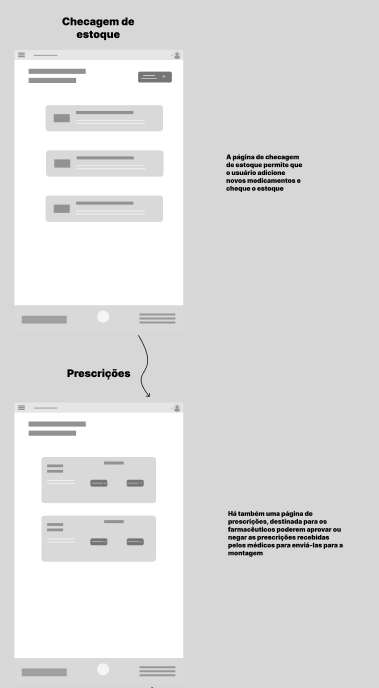 Checagem de
estoque
A página de checagem
de estoque permite que
o usuário adicione
novos medicamentos e
cheque o estoque
Prescrições
Há também uma página de
prescrições, destinada para os
farmacêuticos poderem aprovar ou
negar as prescrições recebidas
pelos médicos para enviá-las para a
montagem